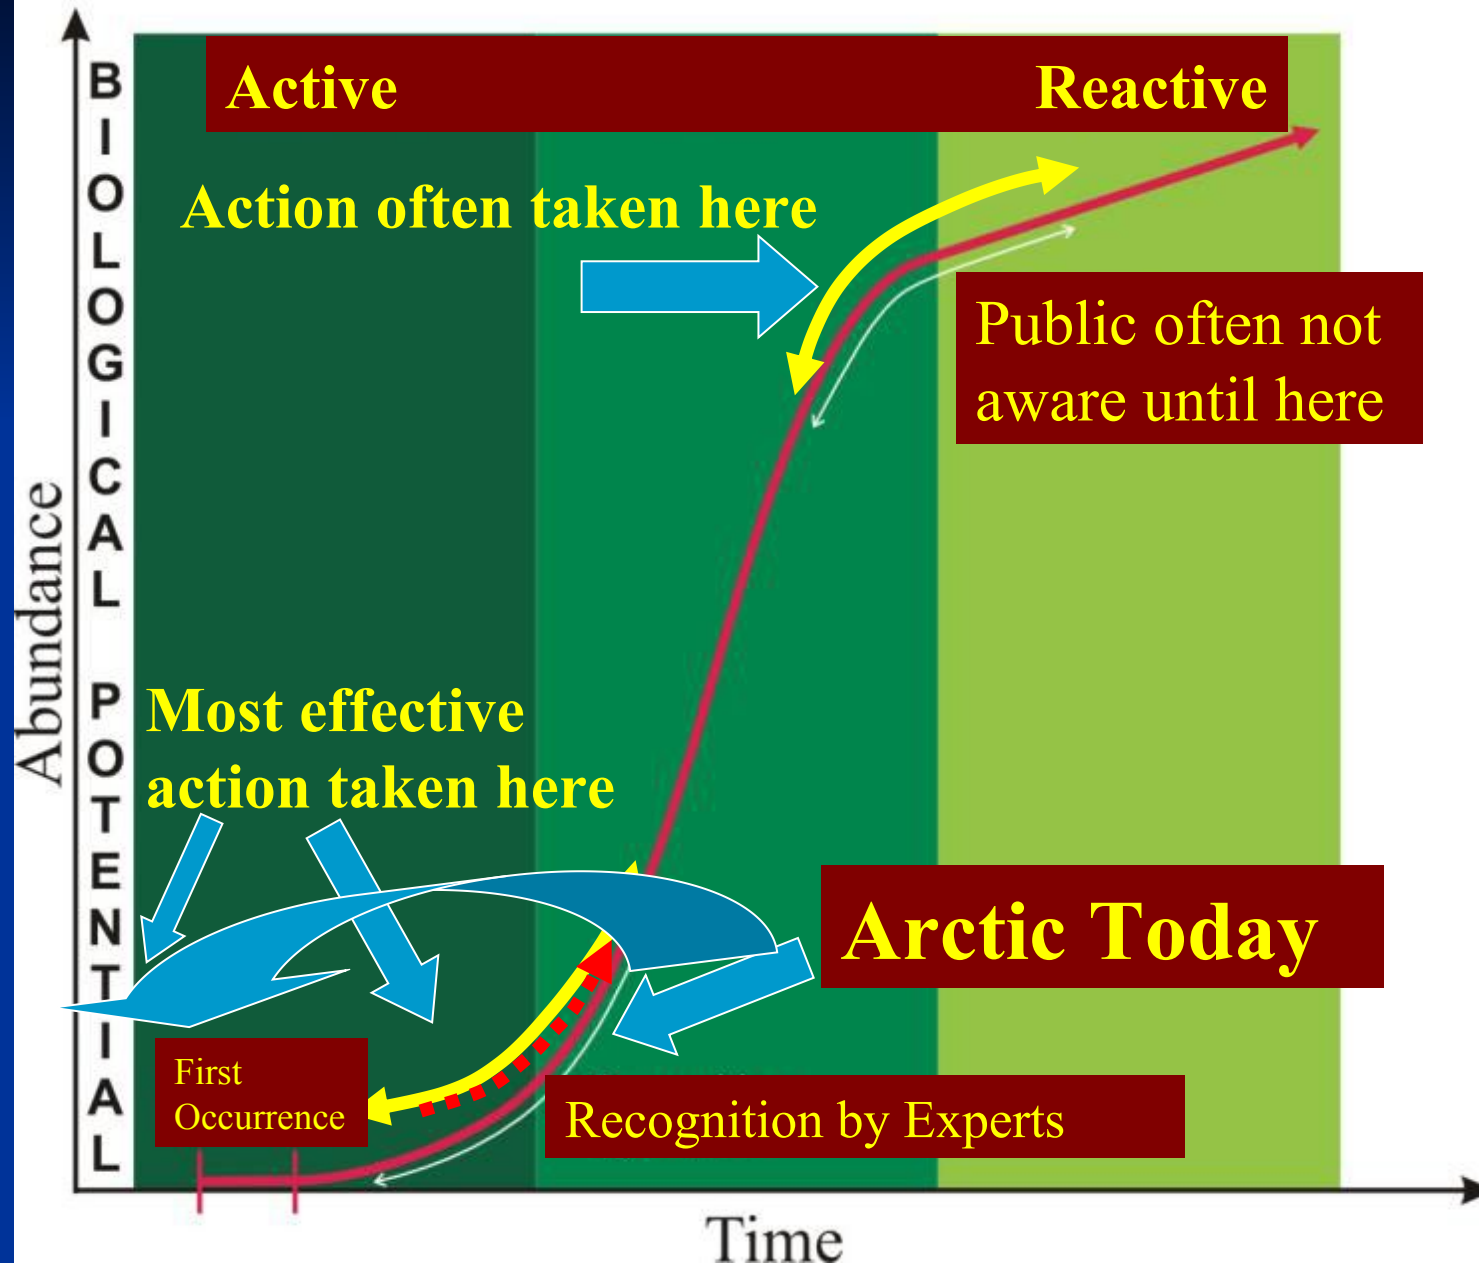 Active
Reactive
Action often taken here
Public often not
aware until here
BIOLOGICAL POTENTIAL
Abundance
Most effective
action taken here
Arctic Today
First
Occurrence
Recognition by Experts
Time